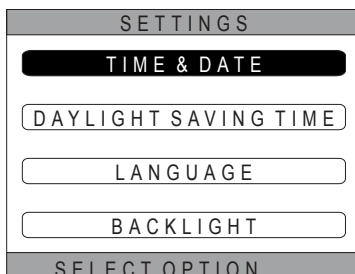 SETTINGS
TIME & DATE
DAYLIGHT SAVING TIME
LANGUAGE
BACKLIGHT
SELECT OPTION